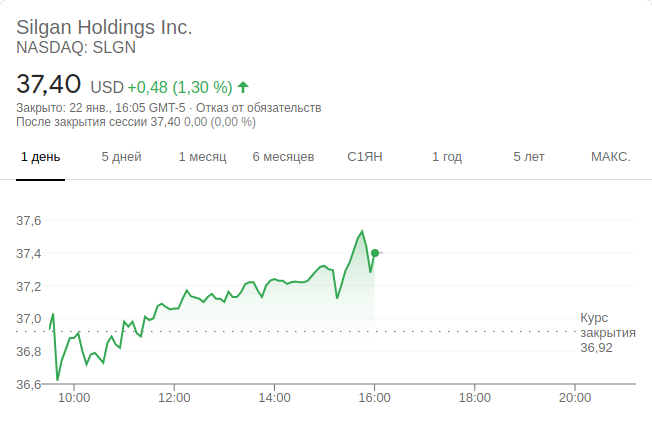 Silgan Holdings Inc.
NASDAQ: SLGN
37,40 USD +0,48 (1,30 %)
Закрыто: 22 янв., 16:05 GMT-5 · Отказ от обязательств
После закрытия сессии 37,40 0,00 (0,00 %)
1 день 5 дней 1 месяц 6 месяцев С1ЯН 1 год 5 лет МАКС.
37,6
37,4
37,2
37,0
36,8
36,6
Курс
закрытия
36,92
10:00 12:00 14:00 16:00 18:00 20:00